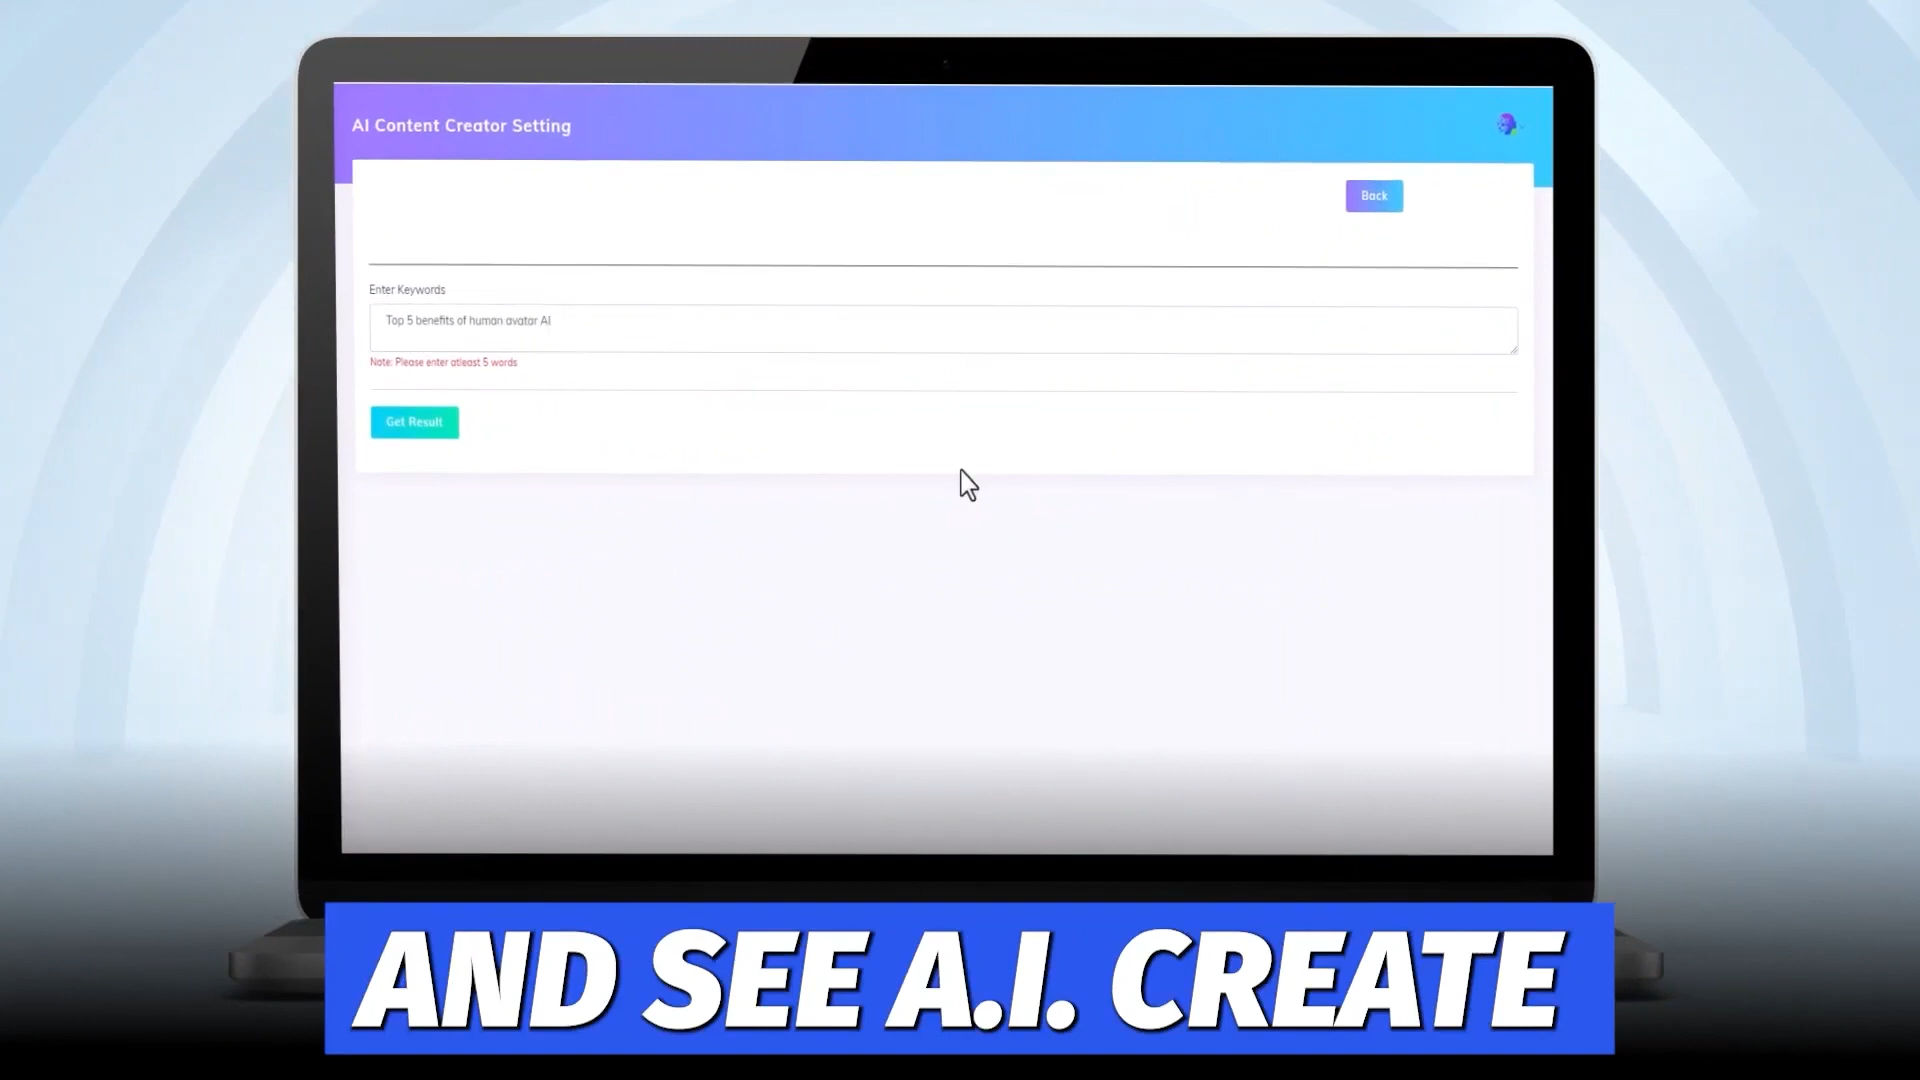 AI Content Creator Setting
Back
Enter Keywords
Top 5 benefits of human avatar AI
Note: Please enter atleast 5 words
Get Result
AND SEE A.I. CREATE